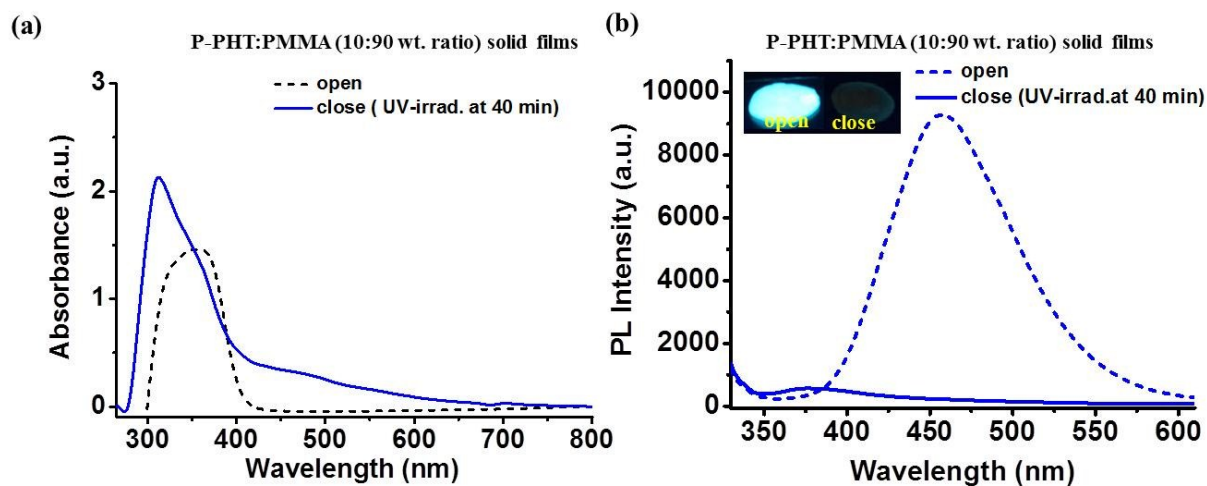 (a)
P-PHT:PMMA (10:90 wt. ratio) solid films
open
close ( UV-irrad. at 40 min)
3
2
1
0
Absorbance (a.u.)
300 400 500 600 700 800
Wavelength (nm)
(b)
P-PHT:PMMA (10:90 wt. ratio) solid films
open
close (UV-irrad.at 40 min)
open close
10000
8000
6000
4000
2000
0
PL Intensity (a.u.)
350 400 450 500 550 600
Wavelength (nm)